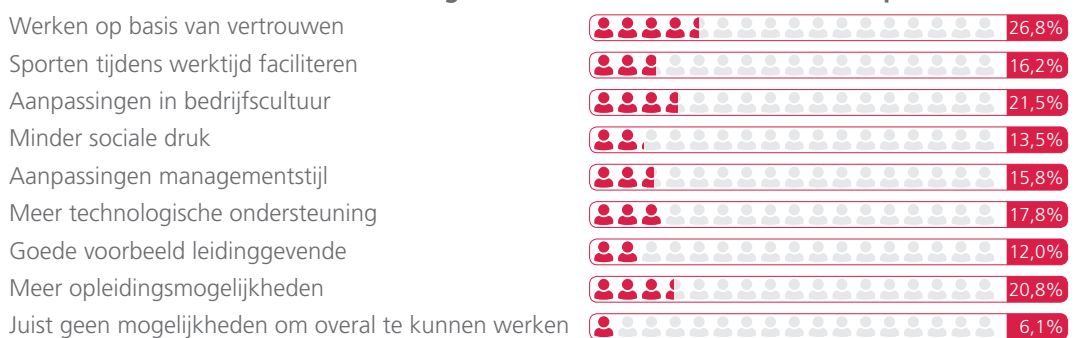 Werken op basis van vertrouwen 26,8%
Sporten tijdens werktijd faciliteren 16,2%
Aanpassingen in bedrijfscultuur 21,5%
Minder sociale druk 13,5%
Aanpassingen managementstijl 15,8%
Meer technologische ondersteuning 17,8%
Goede voorbeeld leidinggevende 12,0%
Meer opleidingsmogelijkheden 20,8%
Juist geen mogelijkheden om overal te kunnen werken 6,1%